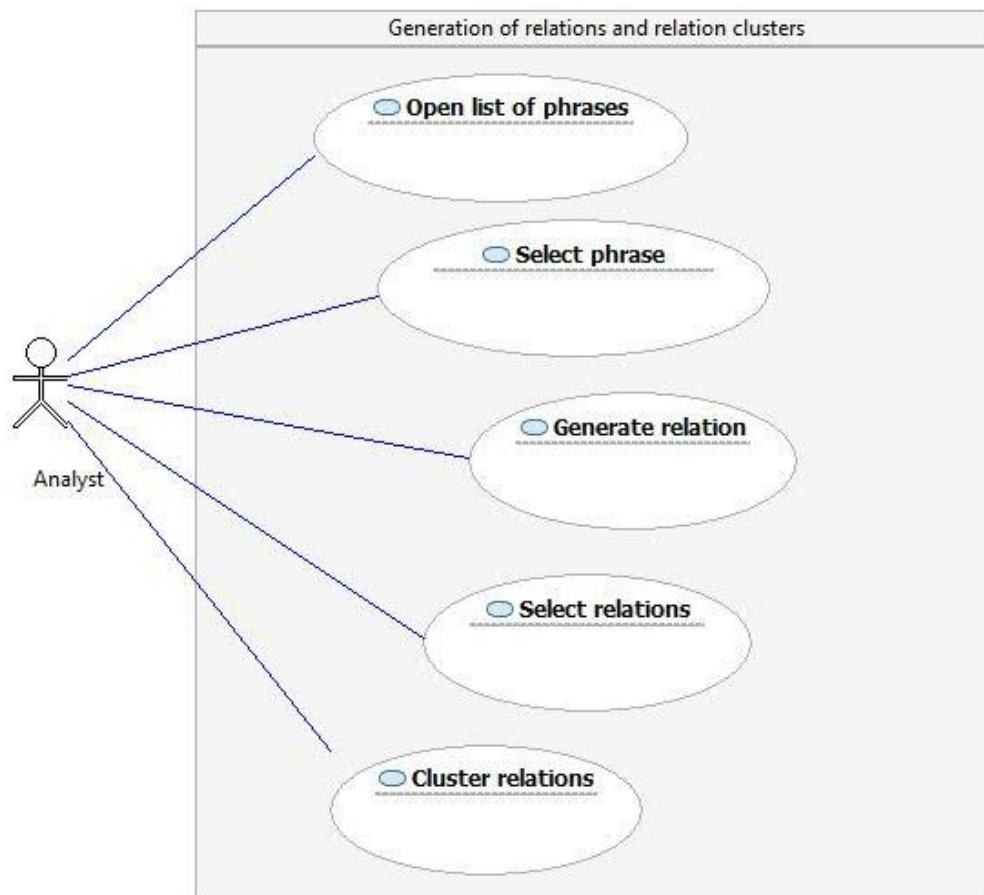 Generation of relations and relation clusters
Open list of phrases
Select phrase
Generate relation
Analyst
Select relations
Cluster relations